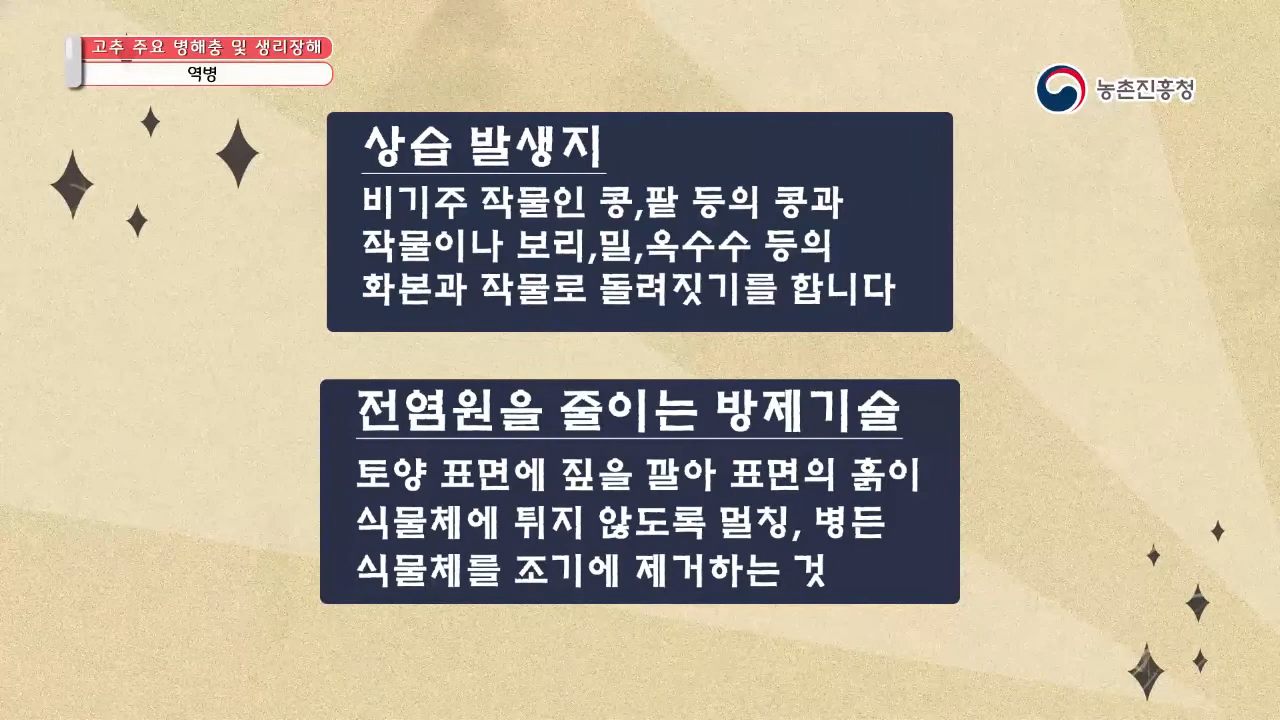 고추 주요 병해충 및 생리장해
역병
농촌진흥청
상습 발생지
비기주 작물인 콩,팥 등의 콩과
작물이나 보리,밀,옥수수 등의
화본과 작물로 돌려짓기를 합니다
전염원을 줄이는 방제기술
토양 표면에 짚을 깔아 표면의 흙이
식물체에 튀지 않도록 멀칭, 병든
식물체를 조기에 제거하는 것